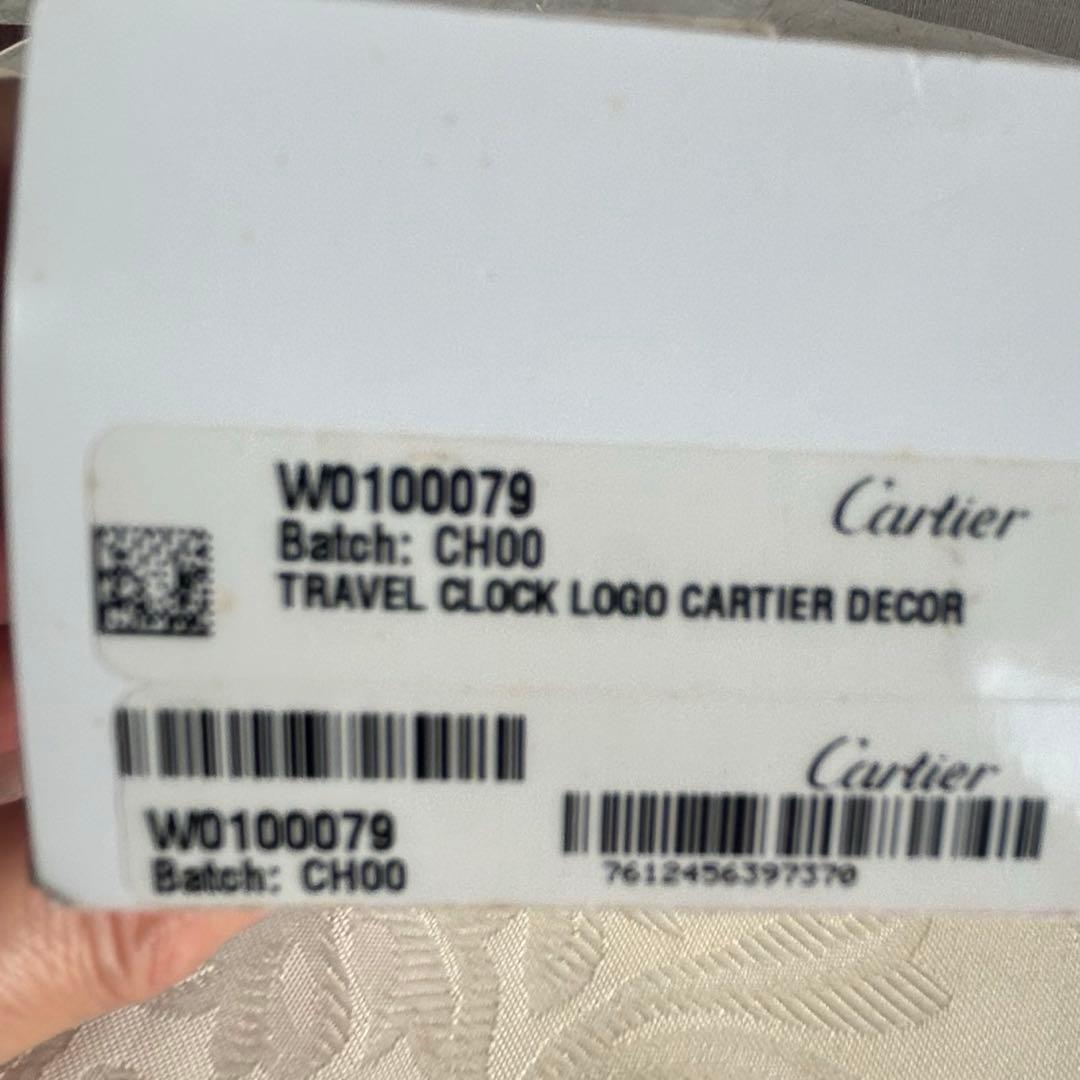 W0100079
Cartier
Batch: CH00
TRAVEL CLOCK LOGO CARTIER DECOR
Cartier
W0100079
7612456397370
Batch: CH00